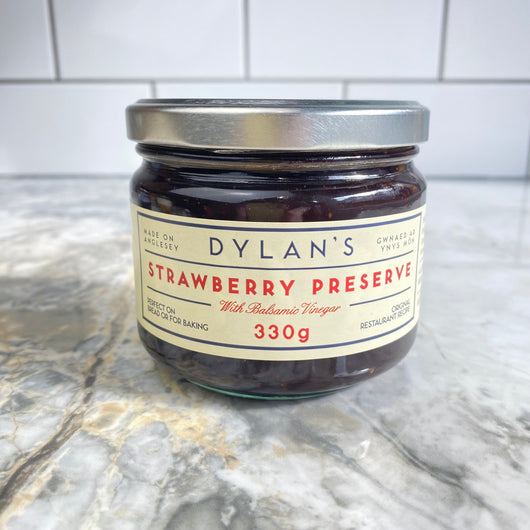 MADE ON
ANGLESEY
DYLAN'S
GWNAED AR
YNYS MÔN
STRAWBERRY PRESERVE
With Balsamic Vinegar
PERFECT ON
BREAD OR FOR BAKING
330g
ORIGINAL
RESTAURANT RECIPE